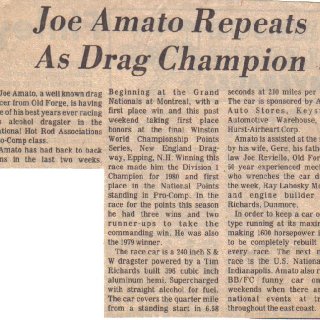 Joe Amato Repeats
As Drag Champion
Joe Amato, a well known drag
cer from Old Forge, is having
e of his best years ever racing
s alcohol dragster in the
ational Hot Rod Associations
o-Comp class.
Amato has had back to back
ns in the last two weeks.
Beginning at the Grand
Nationals at Montreal, with a
first place win and this past
weekend taking first place
honors at the final Winston
World Championship Points
Series, New England Drag-
way, Epping, N.H. Winning this
race made him the Division 1
Champion for 1980 and first
place in the National Points
standing in Pro-Comp. In the
race for the points this season
he had three wins and two
runner-ups to take the
commanding win. He was also
the 1979 winner.
The race car is a 240 inch S &
W dragster powered by a Tim
Richards built 396 cubic inch
aluminum hemi. Supercharged
with straight alcohol for fuel.
The car covers the quarter mile
from a standing start in 6.58
seconds at 210 miles per
The car is sponsored by A
Auto Stores, Keys
Automotive Warehouse,
Hurst-Airheart Corp.
Amato is assisted at the
by his wife, Gere, his fath
law Joe Reviello, Old For
50 year experienced mec
who wrenches the car d
the week, Ray Labosky M
and engine builder
Richards, Dunmore.
In order to keep a car o
type running at its maxim
making 1600 horsepower i
to be completely rebuilt
every race. The next
race is the U.S. National
Indianapolis. Amato also r
BB/FC funny car on
weekends when there ar
national events at tr
throughout the east coast.